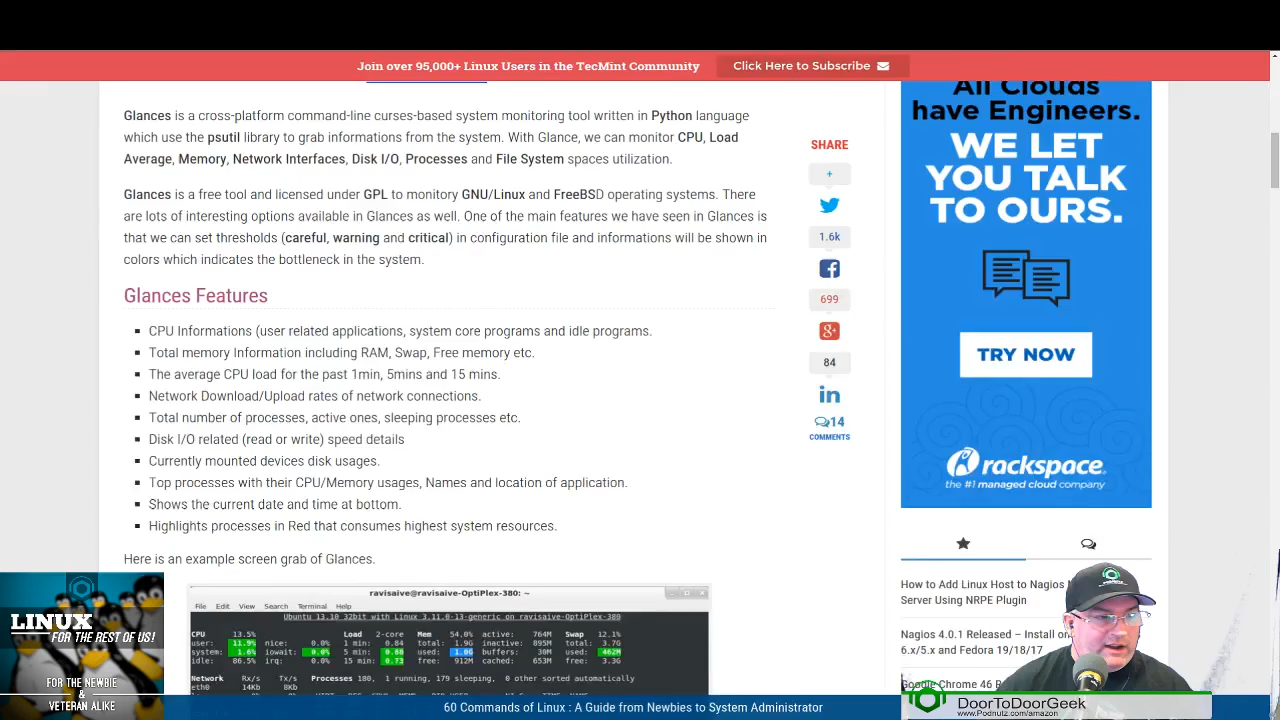 Join over 95,000+ Linux Users in the TecMint Community
Click Here to Subscribe
Glances is a cross-platform command-line curses-based system monitoring tool written in Python language
which use the psutil library to grab informations from the system. With Glance, we can monitor CPU, Load
Average, Memory, Network Interfaces, Disk I/O, Processes and File System spaces utilization.
Glances is a free tool and licensed under GPL to monitory GNU/Linux and FreeBSD operating systems. There
are lots of interesting options available in Glances as well. One of the main features we have seen in Glances is
that we can set thresholds (careful, warning and critical) in configuration file and informations will be shown in
colors which indicates the bottleneck in the system.
Glances Features
CPU Informations (user related applications, system core programs and idle programs.
Total memory Information including RAM, Swap, Free memory etc.
The average CPU load for the past 1min, 5mins and 15 mins.
Network Download/Upload rates of network connections.
Total number of processes, active ones, sleeping processes etc.
Disk I/O related (read or write) speed details
Currently mounted devices disk usages.
Top processes with their CPU/Memory usages, Names and location of application.
Shows the current date and time at bottom.
Highlights processes in Red that consumes highest system resources.
Here is an example screen grab of Glances.
ravisaive@ravisaive-OptiPlex-380: ~
File Edit View Search Terminal Help
Ubuntu 13.10 32bit with Linux 3.11.0-13-generic on ravisaive-OptiPlex-380
CPU 13.5% Load 2-core Mem 54.0% active: 764M Swap 12.1%
user: 11.9% nice: 0.0% 1 min: 0.84 total: 1.9G inactive: 895M total: 3.7G
system: 1.6% iowait: 0.0% 5 min: 0.86 used: 1.0G buffers: 30M used: 462M
idle: 86.5% irq: 0.0% 15 min: 0.73 free: 912M cached: 653M free: 3.3G
Network Rx/s Tx/s Processes 180, 1 running, 179 sleeping, 0 other sorted automatically
eth0 14Kb 8Kb
SHARE
+
1.6k
699
g+
84
in
14
COMMENTS
All Clouds
have Engineers.
WE LET
YOU TALK
TO OURS.
TRY NOW
rackspace
the #1 managed cloud company
How to Add Linux Host to Nagios
Server Using NRPE Plugin
Nagios 4.0.1 Released – Install on
6.x/5.x and Fedora 19/18/17
Google Chrome 46
LINUX
FOR THE REST OF US!
FOR THE NEWBIE
&
VETERAN ALIKE
60 Commands of Linux : A Guide from Newbies to System Administrator
DoorToDoorGeek
www.Podnutz.com/amazon